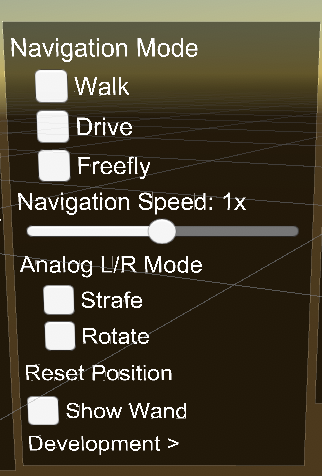 Navigation Mode
Walk
Drive
Freefly
Navigation Speed: 1x
Analog L/R Mode
Strafe
Rotate
Reset Position
Show Wand
Development >